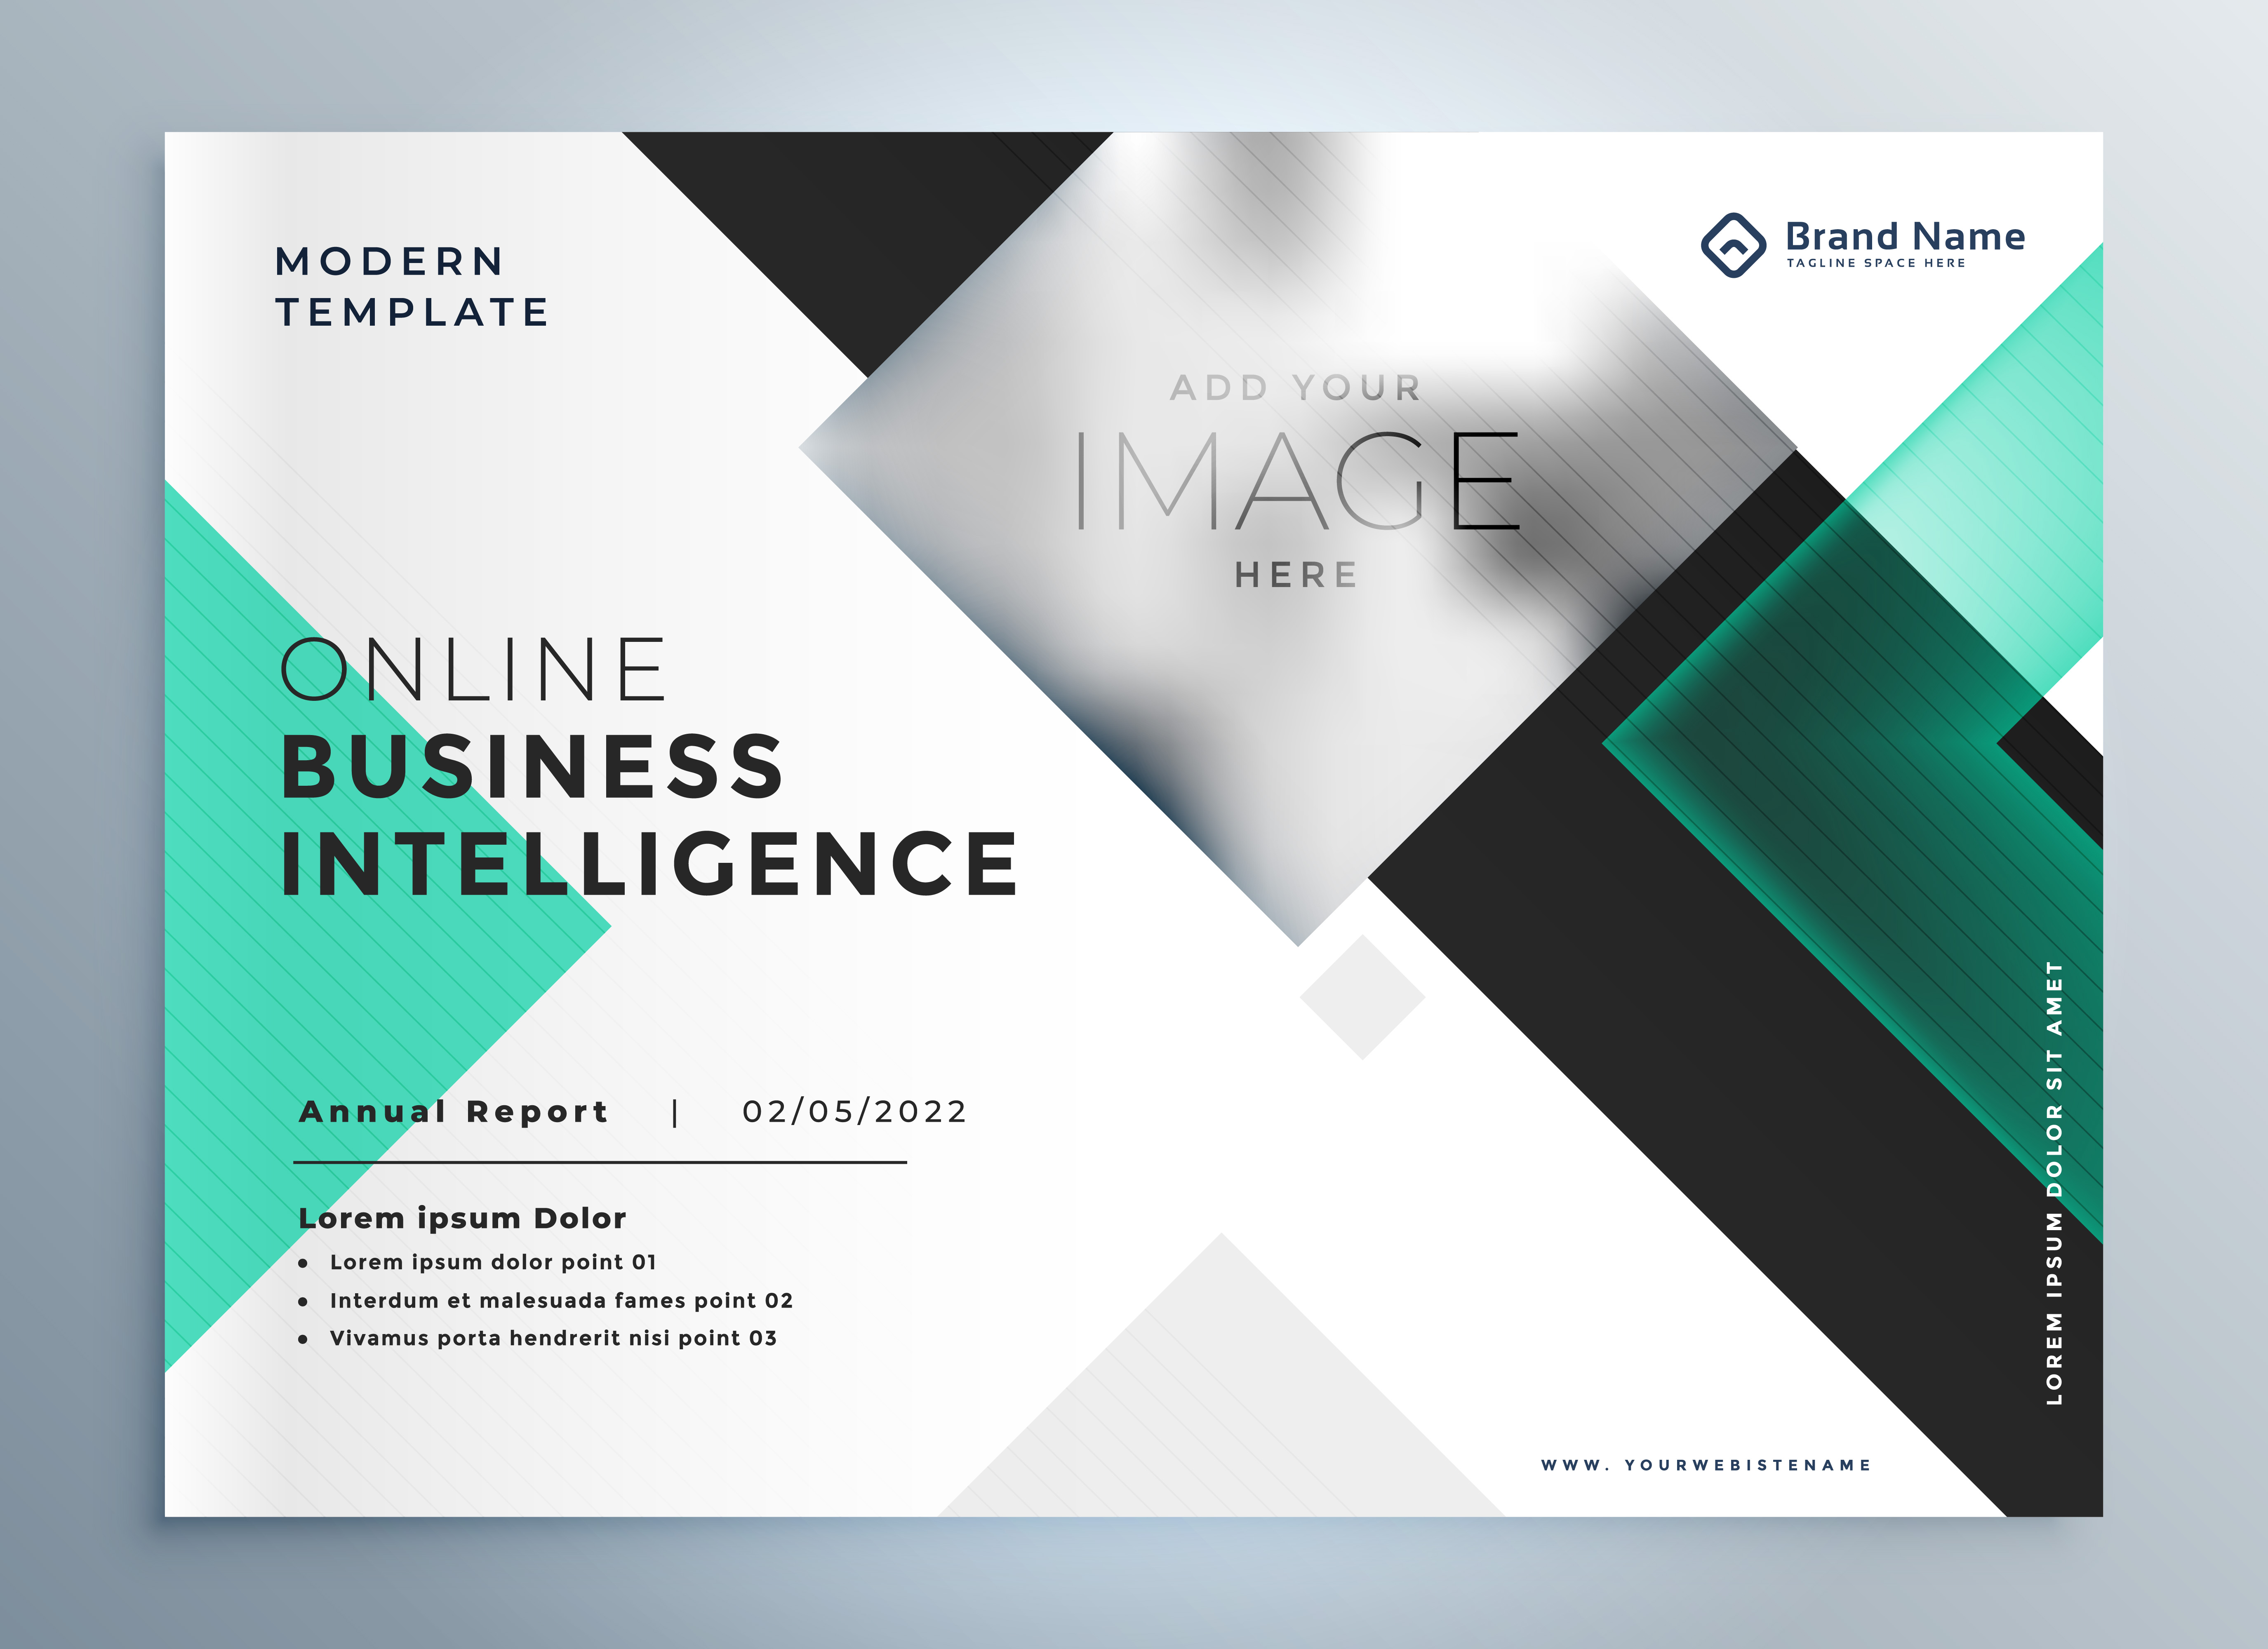 MODERN
TEMPLATE
Brand Name
TAGLINE SPACE HERE
ADD YOUR
IMAGE
HERE
ONLINE
BUSINESS
INTELLIGENCE
Annual Report | 02/05/2022
Lorem ipsum Dolor
• Lorem ipsum dolor point 01
• Interdum et malesuada fames point 02
• Vivamus porta hendrerit nisi point 03
LOREM IPSUM DOLOR SIT AMET
WWW. YOURWEBISTENAME